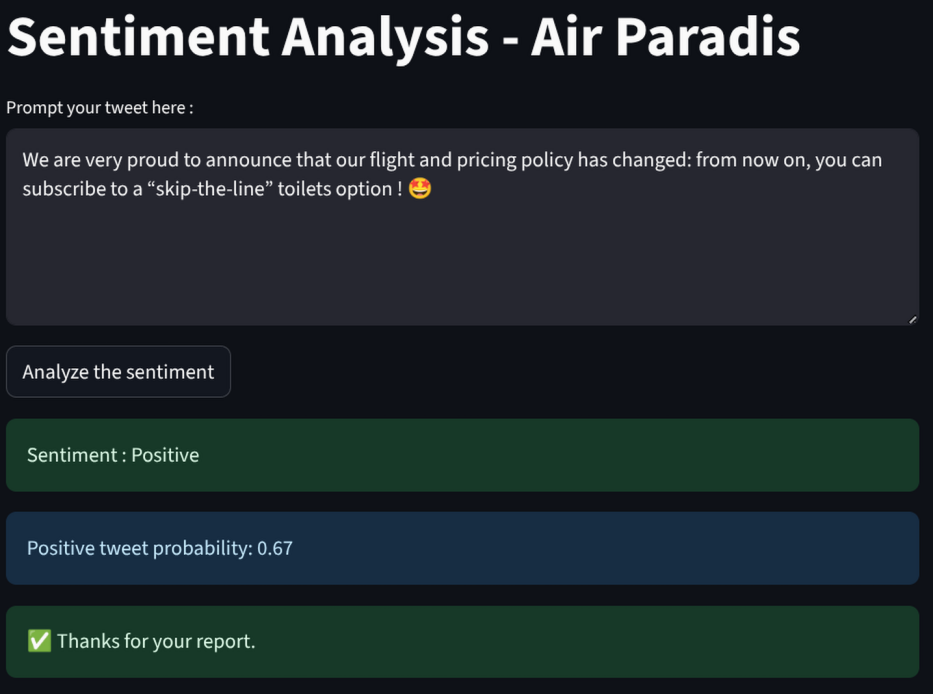 Sentiment Analysis - Air Paradis
Prompt your tweet here :
We are very proud to announce that our flight and pricing policy has changed: from now on, you can
subscribe to a “skip-the-line” toilets option ! 🤩
Analyze the sentiment
Sentiment : Positive
Positive tweet probability: 0.67
✅ Thanks for your report.